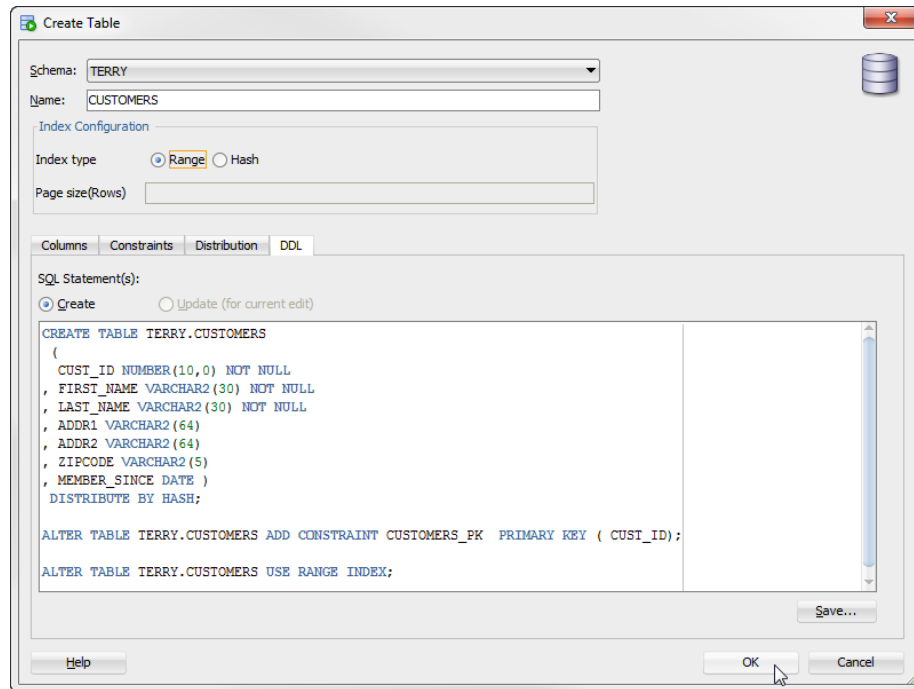 Create Table
Schema: TERRY
Name: CUSTOMERS
Index Configuration
Index type Range Hash
Page size(Rows)
Columns Constraints Distribution DDL
SQL Statement(s):
Create Update (for current edit)
CREATE TABLE TERRY.CUSTOMERS
(
CUST_ID NUMBER(10,0) NOT NULL
, FIRST_NAME VARCHAR2(30) NOT NULL
, LAST_NAME VARCHAR2(30) NOT NULL
, ADDR1 VARCHAR2(64)
, ADDR2 VARCHAR2(64)
, ZIPCODE VARCHAR2(5)
, MEMBER_SINCE DATE )
DISTRIBUTE BY HASH;
ALTER TABLE TERRY.CUSTOMERS ADD CONSTRAINT CUSTOMERS_PK  PRIMARY KEY ( CUST_ID);
ALTER TABLE TERRY.CUSTOMERS USE RANGE INDEX;
Save...
Help OK Cancel